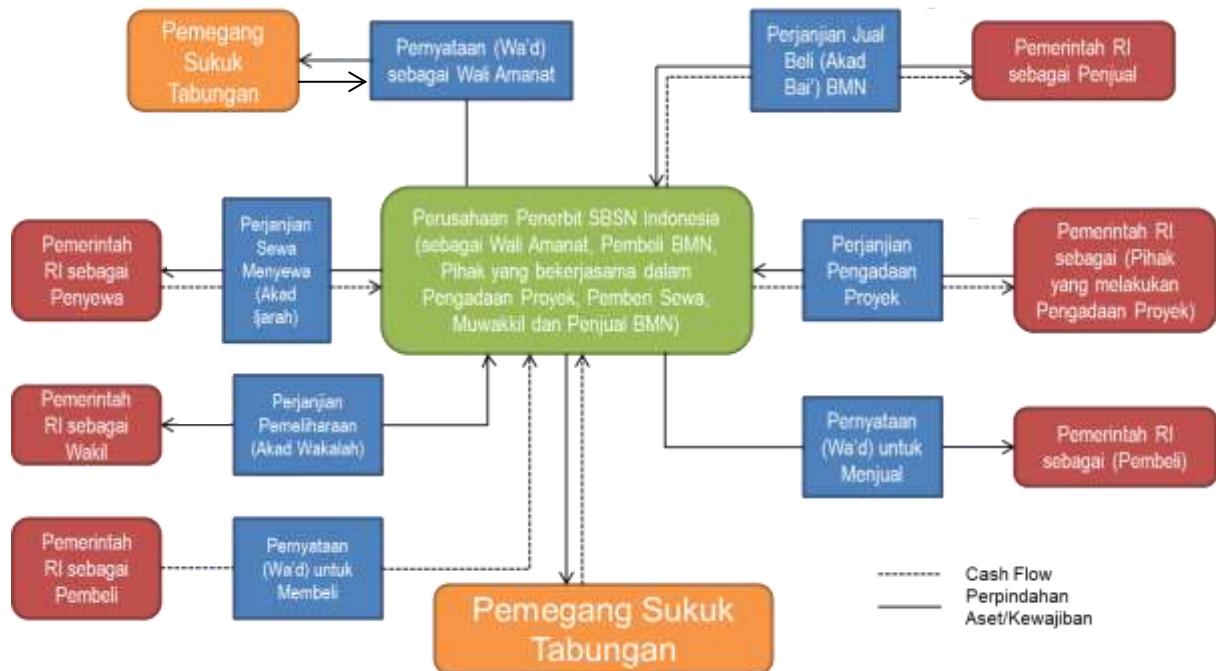 Pemegang
Sukuk
Tabungan
Pernyataan (Wa'd)
sebagai Wali Amanat
Perjanjian Jual
Beli (Akad
Bai') BMN
Pemerintah RI
sebagai Penjual
Pemerintah
RI sebagai
Penyewa
Perjanjian
Sewa
Menyewa
(Akad
Ijarah)
Perusahaan Penerbit SBSN Indonesia
(sebagai Wali Amanat, Pembeli BMN,
Pihak yang bekerjasama dalam
Pengadaan Proyek, Pemberi Sewa,
Muwakkil dan Penjual BMN)
Perjanjian
Pengadaan
Proyek
Pemerintah RI
sebagai (Pihak
yang melakukan
Pengadaan Proyek)
Pemerintah
RI sebagai
Wakil
Perjanjian
Pemeliharaan
(Akad Wakalah)
Pernyataan
(Wa'd) untuk
Menjual
Pemerintah RI
sebagai (Pembeli)
Pemerintah
RI sebagai
Pembeli
Pernyataan
(Wa'd) untuk
Membeli
Pemegang Sukuk
Tabungan
Cash Flow
Perpindahan
Aset/Kewajiban